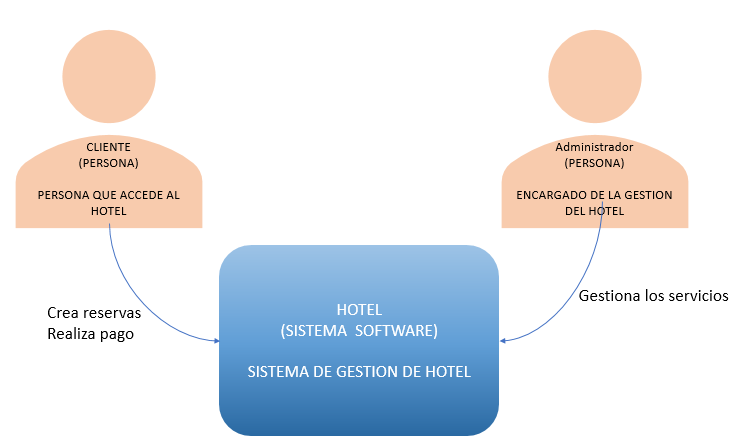 CLIENTE
(PERSONA)
PERSONA QUE ACCEDE AL
HOTEL
Administrador
(PERSONA)
ENCARGADO DE LA GESTION
DEL HOTEL
Crea reservas
Realiza pago
HOTEL
(SISTEMA SOFTWARE)
SISTEMA DE GESTION DE HOTEL
Gestiona los servicios